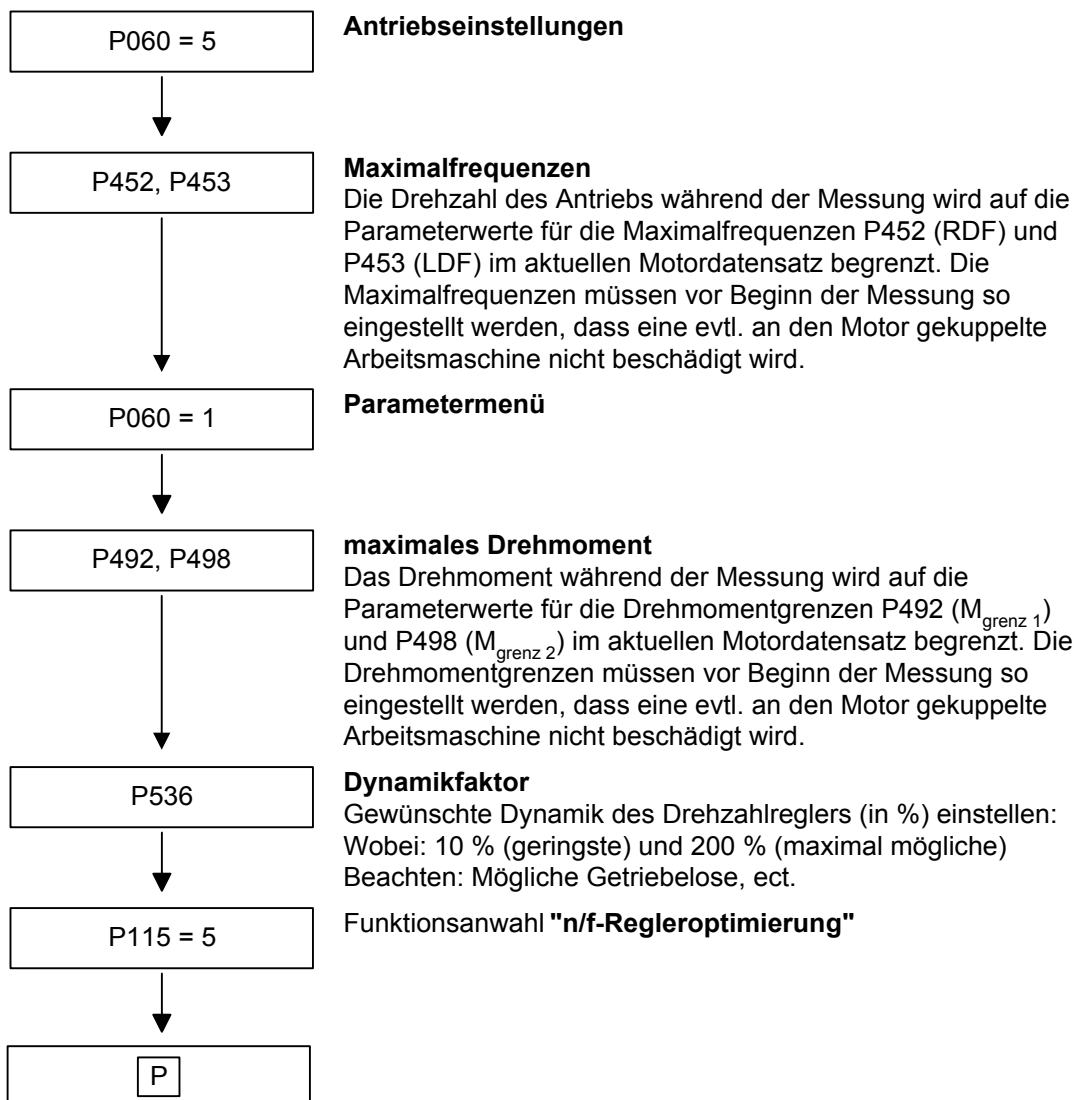 P060 = 5
Antriebseinstellungen
P452, P453
Maximalfrequenzen
Die Drehzahl des Antriebs während der Messung wird auf die
Parameterwerte für die Maximalfrequenzen P452 (RDF) und
P453 (LDF) im aktuellen Motordatensatz begrenzt. Die
Maximalfrequenzen müssen vor Beginn der Messung so
eingestellt werden, dass eine evtl. an den Motor gekuppelte
Arbeitsmaschine nicht beschädigt wird.
P060 = 1
Parametermenü
P492, P498
maximales Drehmoment
Das Drehmoment während der Messung wird auf die
Parameterwerte für die Drehmomentgrenzen P492 (Mgrenz 1)
und P498 (Mgrenz 2) im aktuellen Motordatensatz begrenzt. Die
Drehmomentgrenzen müssen vor Beginn der Messung so
eingestellt werden, dass eine evtl. an den Motor gekuppelte
Arbeitsmaschine nicht beschädigt wird.
P536
Dynamikfaktor
Gewünschte Dynamik des Drehzahlreglers (in %) einstellen:
Wobei: 10 % (geringste) und 200 % (maximal mögliche)
Beachten: Mögliche Getriebelose, ect.
P115 = 5
Funktionsanwahl "n/f-Regleroptimierung"
P